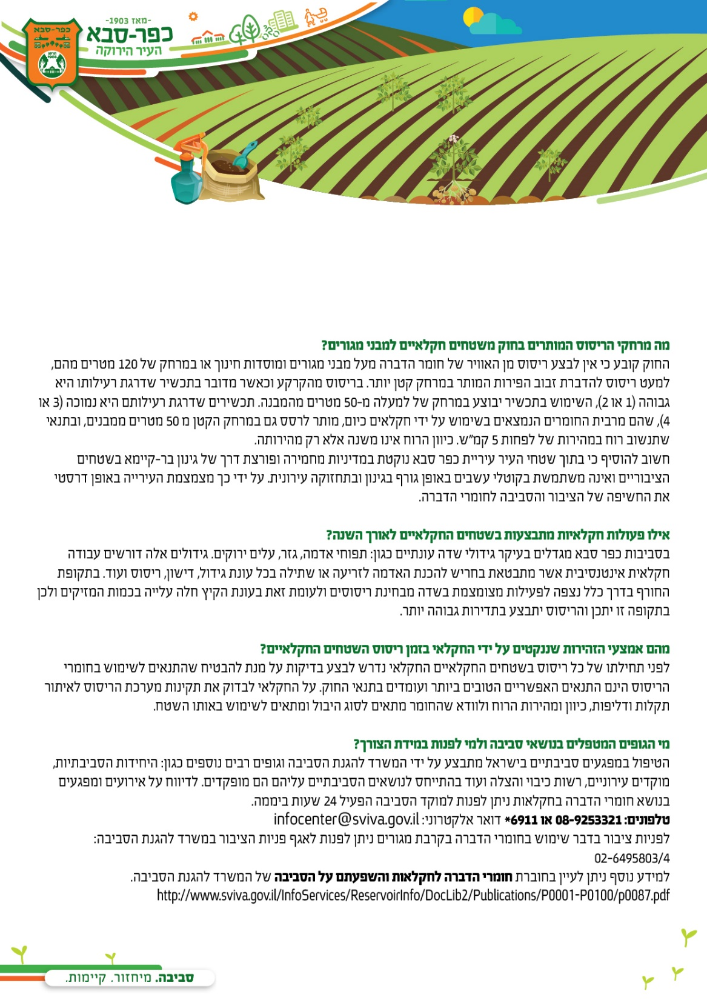 -מאז 1903-
כפר-סבא
העיר הירוקה
כפר-סבא
1903
מה מרחקי הריסוס המותרים בחוק משטחים חקלאיים למבני מגורים?
החוק קובע כי אין לבצע ריסוס מן האוויר של חומר הדברה מעל מבני מגורים ומוסדות חינוך או במרחק של 120 מטרים מהם,
למעט ריסוס להדברת זבוב הפירות המותר במרחק קטן יותר. בריסוס מהקרקע וכאשר מדובר בתכשיר שדרגת רעילותו היא
גבוהה (1 או 2), השימוש בתכשיר יבוצע במרחק של למעלה מ-50 מטרים מהמבנה. תכשירים שדרגת רעילותם היא נמוכה (3 או
4), שהם מרבית החומרים הנמצאים בשימוש על ידי חקלאים כיום, מותר לרסס גם במרחק הקטן מ 50 מטרים ממבנים, ובתנאי
שתנשוב רוח במהירות של לפחות 5 קמ"ש. כיוון הרוח אינו משנה אלא רק מהירותה.
חשוב להוסיף כי בתוך שטחי העיר עיריית כפר סבא נוקטת במדיניות מחמירה ופורצת דרך של גינון בר-קיימא בשטחים
הציבוריים ואינה משתמשת בקוטלי עשבים באופן גורף בגינון ובתחזוקה עירונית. על ידי כך מצמצמת העירייה באופן דרסטי
את החשיפה של הציבור והסביבה לחומרי הדברה.
אילו פעולות חקלאיות מתבצעות בשטחים החקלאיים לאורך השנה?
בסביבות כפר סבא מגדלים בעיקר גידולי שדה עונתיים כגון: תפוחי אדמה, גזר, עלים ירוקים. גידולים אלה דורשים עבודה
חקלאית אינטנסיבית אשר מתבטאת בחריש להכנת האדמה לזריעה או שתילה בכל עונת גידול, דישון, ריסוס ועוד. בתקופת
החורף בדרך כלל נצפה לפעילות מצומצמת בשדה מבחינת ריסוסים ולעומת זאת בעונת הקיץ חלה עלייה בכמות המזיקים ולכן
בתקופה זו יתכן והריסוס יתבצע בתדירות גבוהה יותר.
מהם אמצעי הזהירות שננקטים על ידי החקלאי בזמן ריסוס השטחים החקלאיים?
לפני תחילתו של כל ריסוס בשטחים החקלאיים החקלאי נדרש לבצע בדיקות על מנת להבטיח שהתנאים לשימוש בחומרי
הריסוס הינם התנאים האפשריים הטובים ביותר ועומדים בתנאי החוק. על החקלאי לבדוק את תקינות מערכת הריסוס לאיתור
תקלות ודליפות, כיוון ומהירות הרוח ולוודא שהחומר מתאים לסוג היבול ומתאים לשימוש באותו השטח.
מי הגופים המטפלים בנושאי סביבה ולמי לפנות במידת הצורך?
הטיפול במפגעים סביבתיים בישראל מתבצע על ידי המשרד להגנת הסביבה וגופים רבים נוספים כגון: היחידות הסביבתיות,
מוקדים עירוניים, רשות כיבוי והצלה ועוד בהתייחס לנושאים הסביבתיים עליהם הם מופקדים. לדיווח על אירועים ומפגעים
בנושא חומרי הדברה בחקלאות ניתן לפנות למוקד הסביבה הפעיל 24 שעות ביממה.
טלפונים: 08-9253321 או 6911* דואר אלקטרוני: infocenter@sviva.gov.il
לפניות ציבור בדבר שימוש בחומרי הדברה בקרבת מגורים ניתן לפנות לאגף פניות הציבור במשרד להגנת הסביבה:
02-6495803/4
למידע נוסף ניתן לעיין בחוברת חומרי הדברה לחקלאות והשפעתם על הסביבה של המשרד להגנת הסביבה.
http://www.sviva.gov.il/InfoServices/ReservoirInfo/DocLib2/Publications/P0001-P0100/p0087.pdf
סביבה. מיחזור. קיימות.